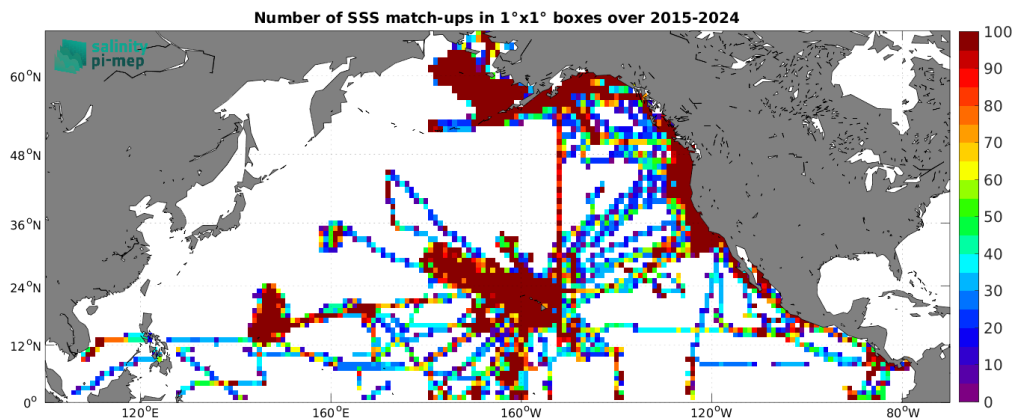 Number of SSS match-ups in 1°x1° boxes over 2015-2024
salinity
pi-mep
60°N
48°N
36°N
24°N
12°N
0°
120°E
160°E
160°W
120°W
80°W
100
90
80
70
60
50
40
30
20
10
0